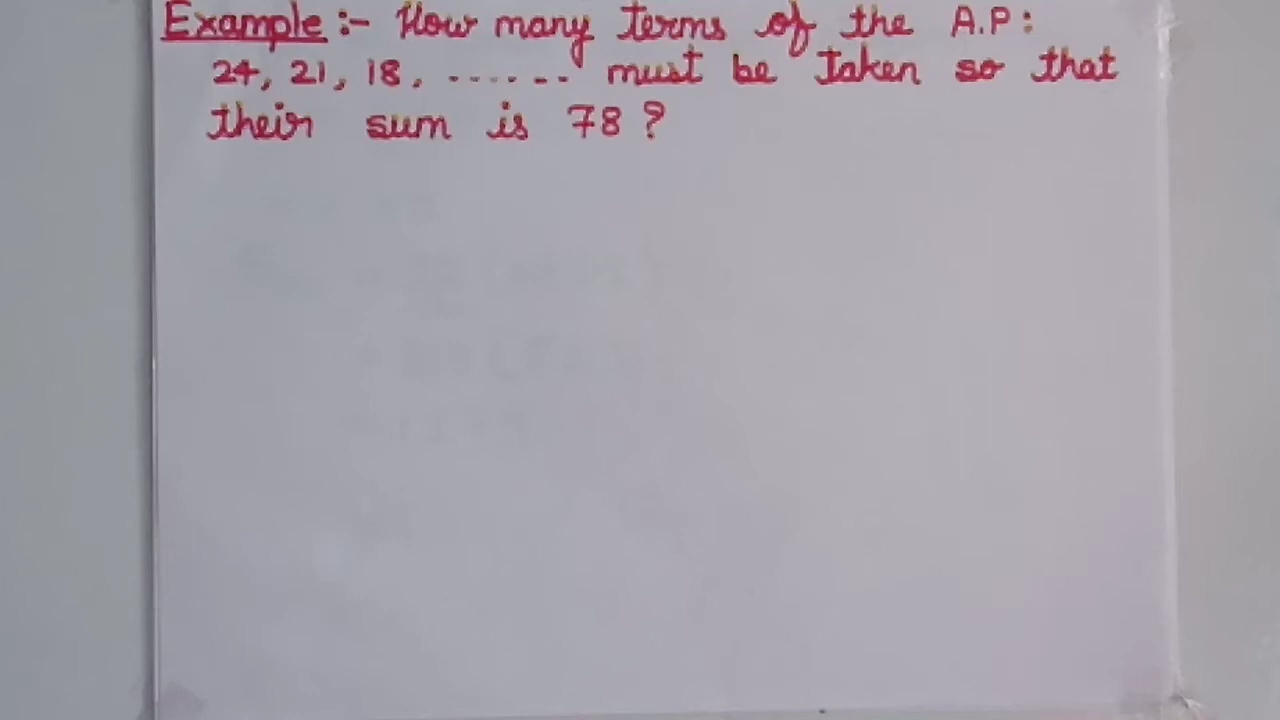 Example :- How many terms of the A.P:
24, 21, 18, ...... must be taken so that
their sum is 78 ?